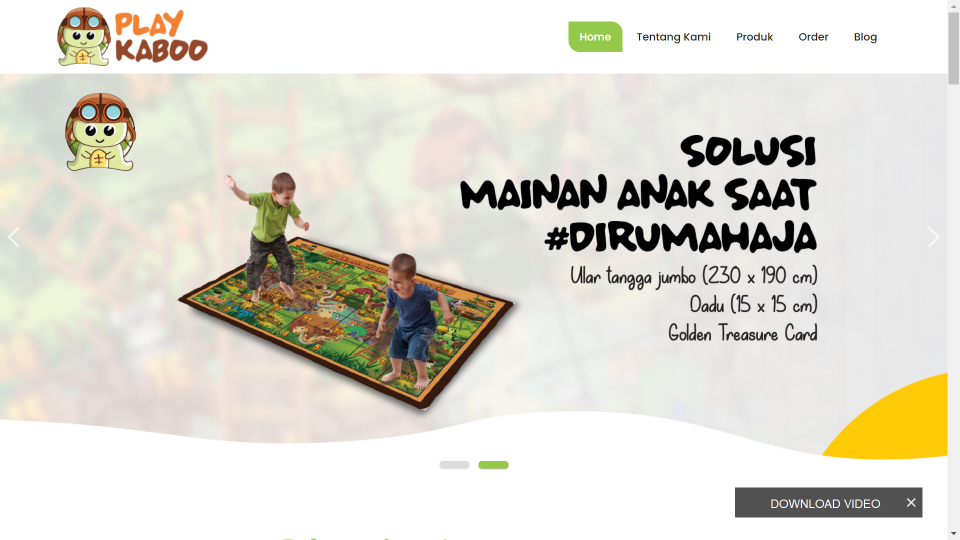 PLAY
KABOO
Home
Tentang Kami
Produk
Order
Blog
SOLUSI
MAINAN ANAK SAAT
#DIRUMAHAJA
Ular tangga jumbo (230 x 190 cm)
Dadu (15 x 15 cm)
Golden Treasure Card
DOWNLOAD VIDEO